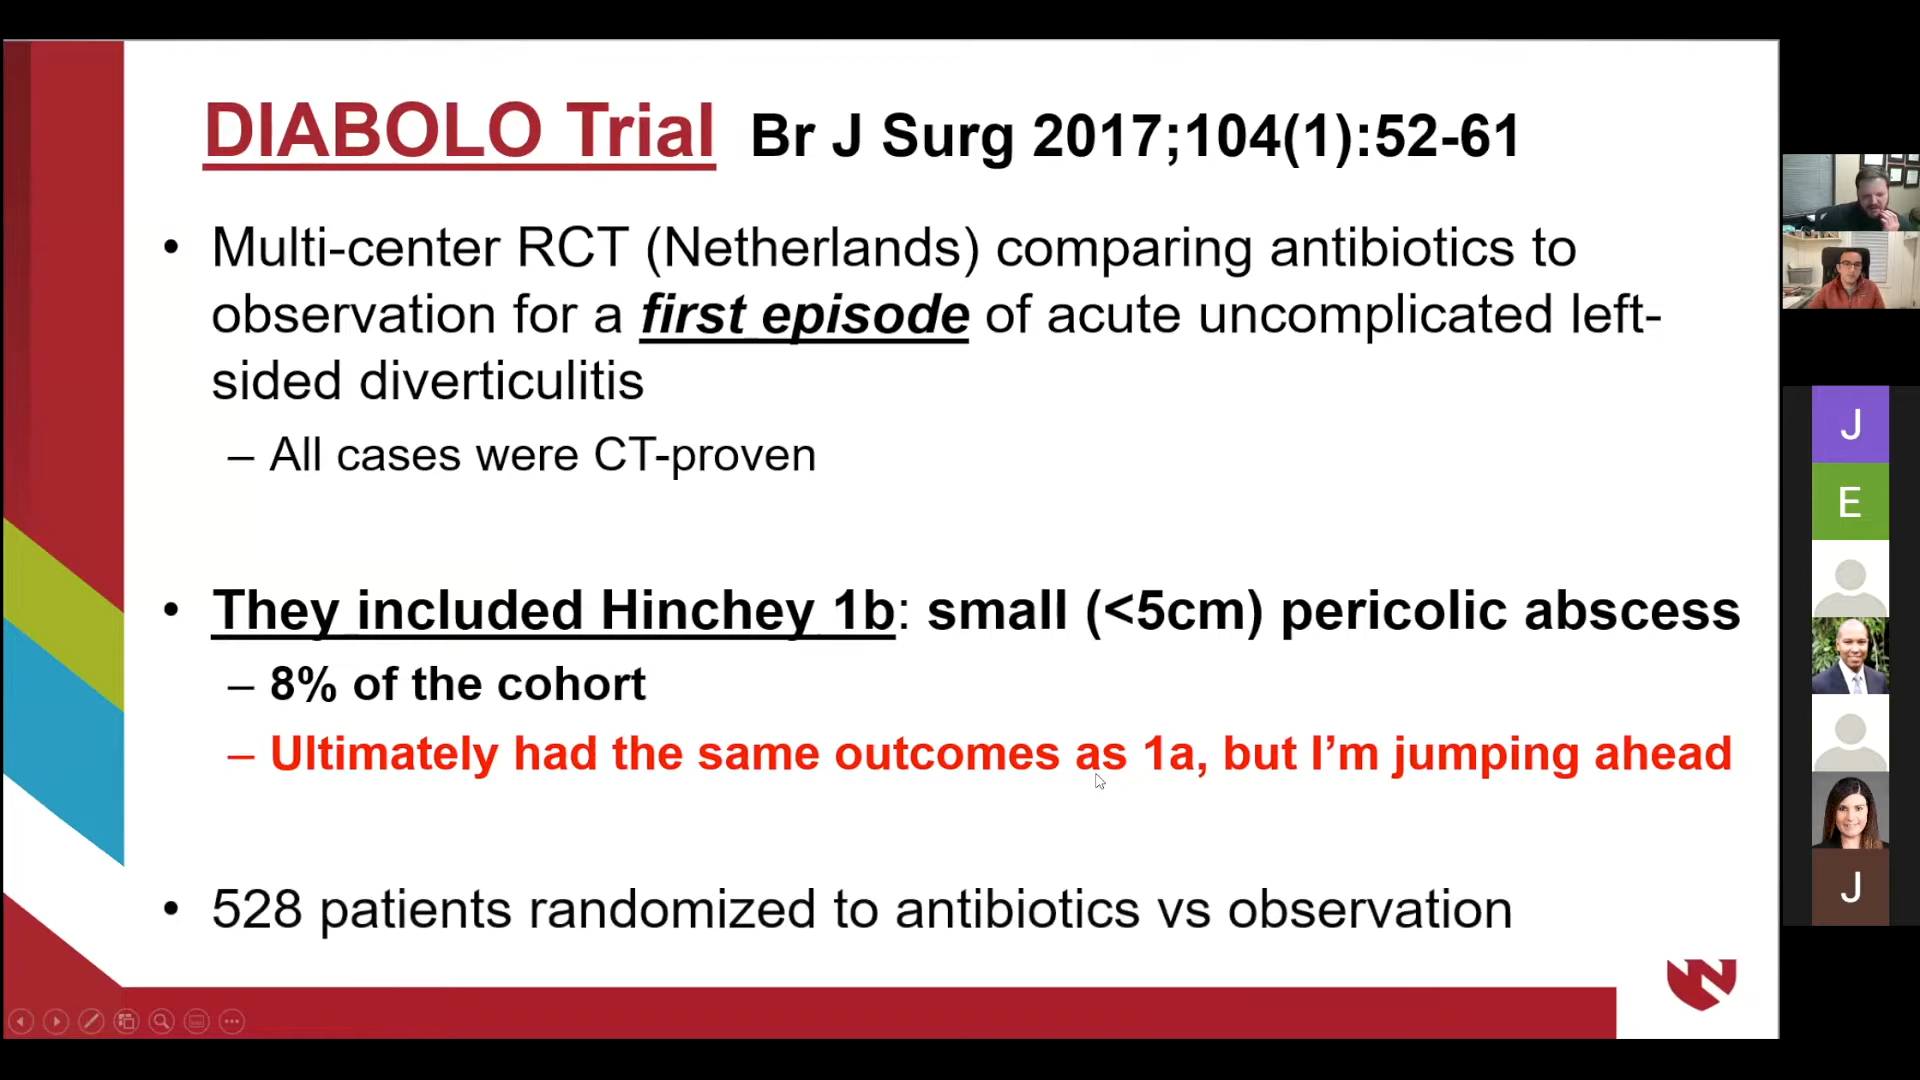 DIABOLO Trial Br J Surg 2017;104(1):52-61
• Multi-center RCT (Netherlands) comparing antibiotics to
observation for a first episode of acute uncomplicated left-
sided diverticulitis
– All cases were CT-proven
• They included Hinchey 1b: small (<5cm) pericolic abscess
– 8% of the cohort
– Ultimately had the same outcomes as 1a, but I’m jumping ahead
• 528 patients randomized to antibiotics vs observation
J
E
J
N